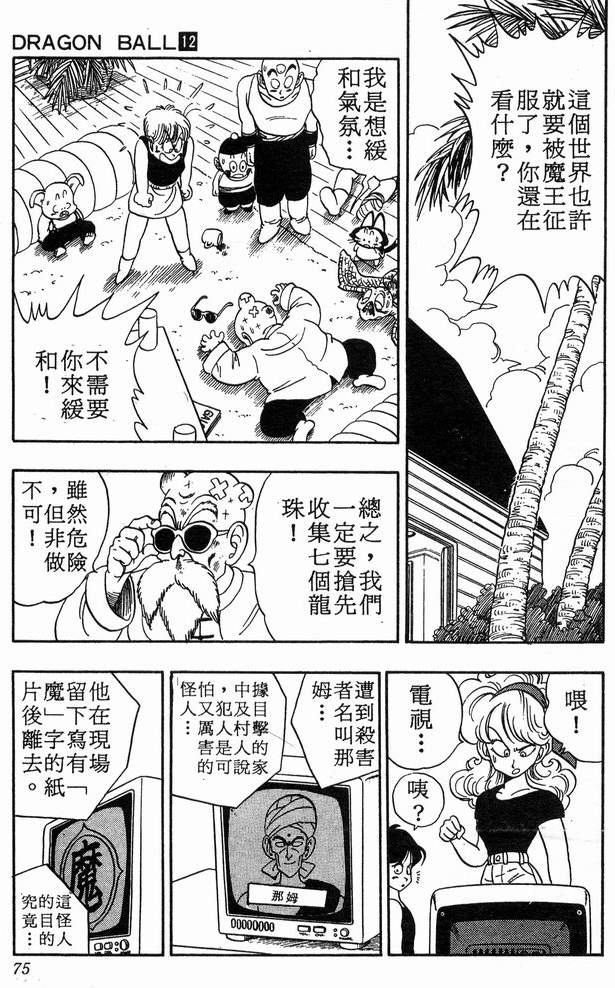 DRAGON BALL 12
這個世界也許
就要被魔王征
服了，你還在
看什麼？
我是想緩
和氣氛…
不需要
你來緩
和！
總之，我們
一定要搶先
收集七個龍
珠！
雖然危險
，但非做
不可！
喂！
電視…
咦？
遭到殺害
者名叫那
姆…
據目擊的家
中及村人說
，犯人是可
怕又厲害的
怪人…
那姆
他在現場
留下寫有「
魔」字的紙
片後離去。
魔
這怪人
的目的
究竟…
75